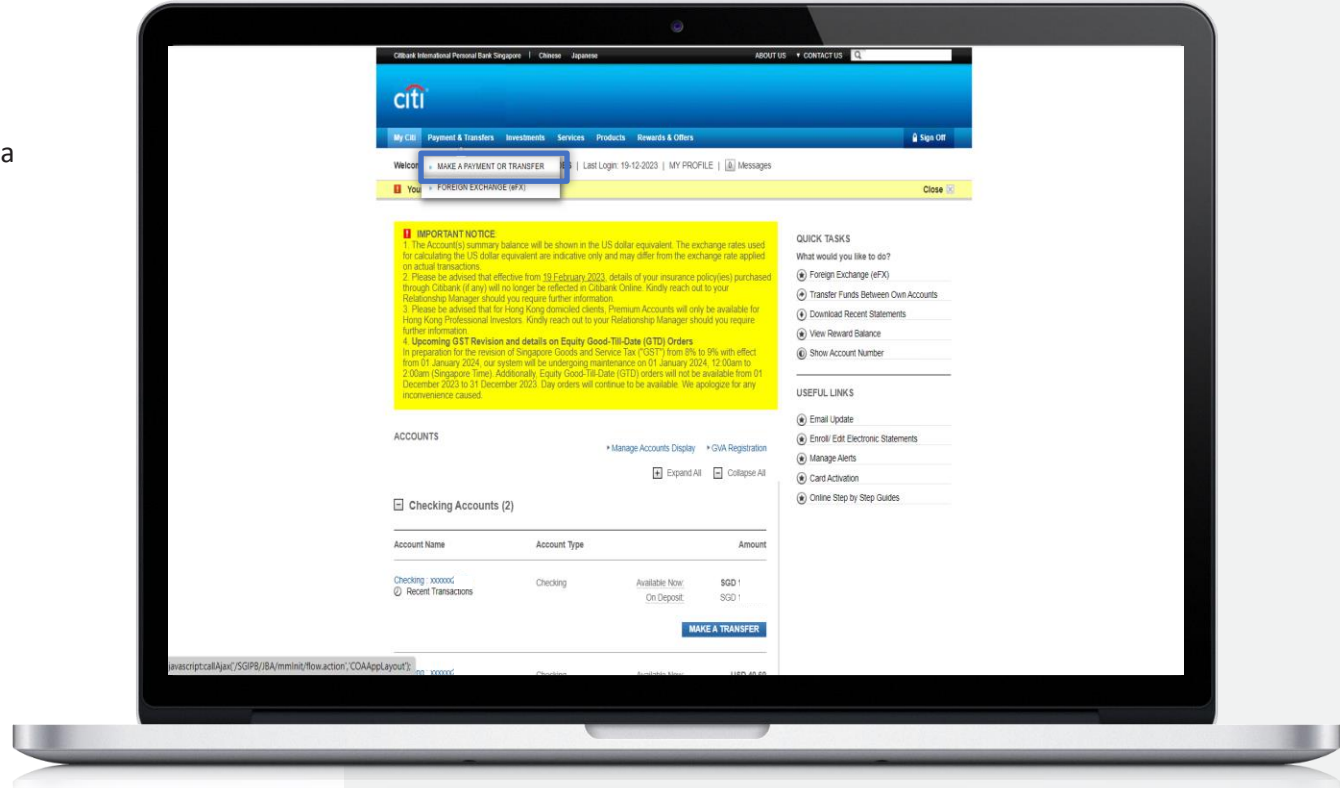 a
Citibank International Personal Bank Singapore | Chinese Japanese ABOUT US CONTACT US
citi
My Citi Payment & Transfers Investments Services Products Rewards & Offers Sign Off
Welcom | Last Login: 19-12-2023 | MY PROFILE | Messages
MAKE A PAYMENT OR TRANSFER
You Close
FOREIGN EXCHANGE (eFX)
IMPORTANT NOTICE
1. The Account(s) summary balance will be shown in the US dollar equivalent. The exchange rates used
for calculating the US dollar equivalent are indicative only and may differ from the exchange rate applied
on actual transactions.
2. Please be advised that effective from 19 February 2023, details of your insurance policy(ies) purchased
through Citibank (if any) will no longer be reflected in Citibank Online. Kindly reach out to your
Relationship Manager should you require further information.
3. Please be advised that for Hong Kong domiciled clients, Premium Accounts will only be available for
Hong Kong Professional Investors. Kindly reach out to your Relationship Manager should you require
further information.
4. Upcoming GST Revision and details on Equity Good-Till-Date (GTD) Orders
In preparation for the revision of Singapore Goods and Service Tax ("GST") from 8% to 9% with effect
from 01 January 2024, our system will be undergoing maintenance on 01 January 2024, 12:00am to
2:00am (Singapore Time). Additionally, Equity Good-Till-Date (GTD) orders will not be available from 01
December 2023 to 31 December 2023. Day orders will continue to be available. We apologize for any
inconvenience caused.
QUICK TASKS
What would you like to do?
Foreign Exchange (eFX)
Transfer Funds Between Own Accounts
Download Recent Statements
View Reward Balance
Show Account Number
USEFUL LINKS
Email Update
Enroll/ Edit Electronic Statements
Manage Alerts
Card Activation
Online Step by Step Guides
ACCOUNTS
Manage Accounts Display GVA Registration
Expand All Collapse All
Checking Accounts (2)
Account Name Account Type Amount
Checking : xxxxxx Checking Available Now: SGD
Recent Transactions On Deposit: SGD
MAKE A TRANSFER
javascript:callAjax('/SGIPB/JBA/mmInit/flow.action','COAAppLayout');
Checking Available Now: